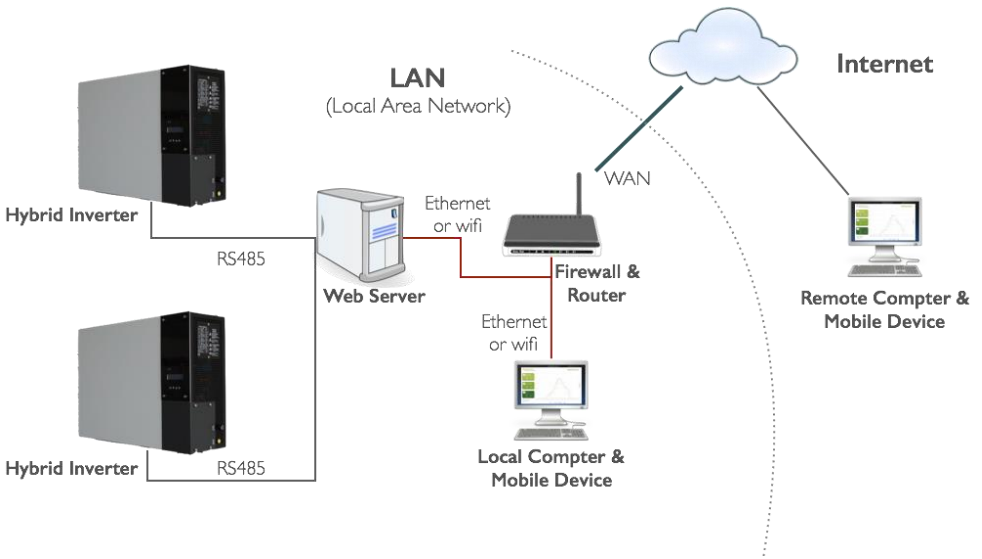 LAN
(Local Area Network)
Internet
WAN
Hybrid Inverter
RS485
Ethernet
or wifi
Web Server
Firewall &
Router
Ethernet
or wifi
Remote Compter &
Mobile Device
Hybrid Inverter
RS485
Local Compter &
Mobile Device